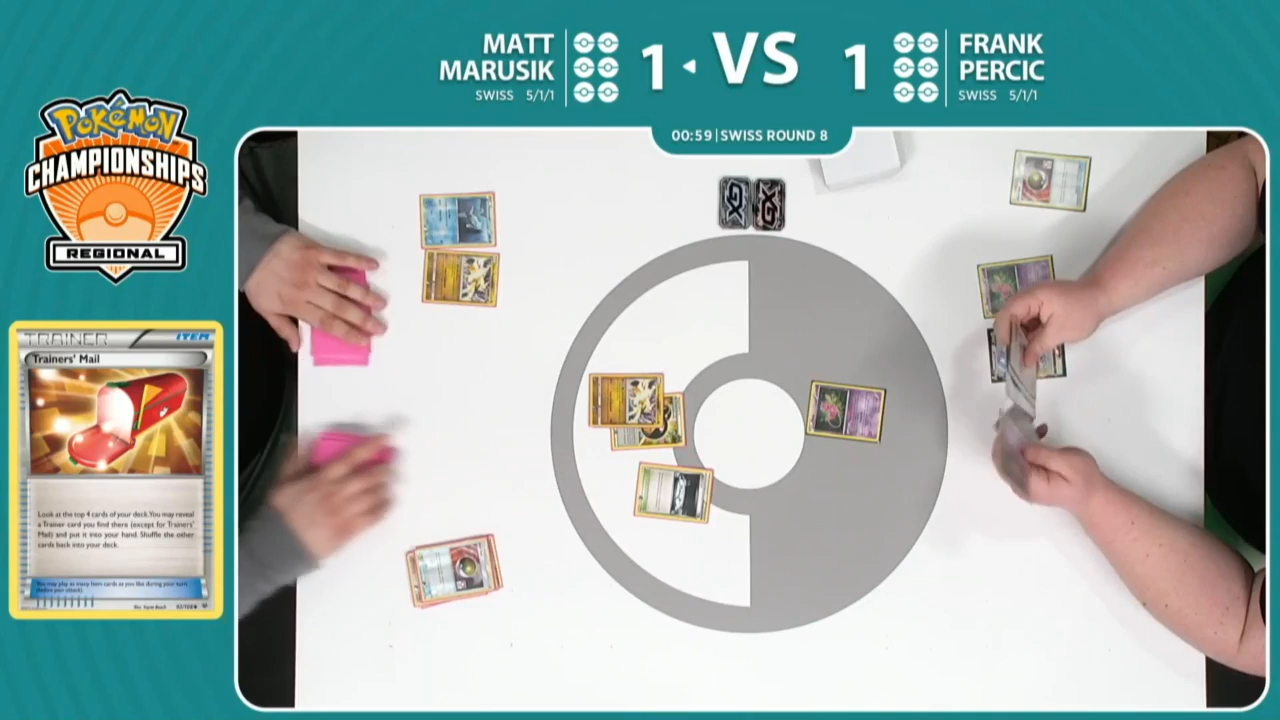 MATT
MARUSIK
SWISS 5/1/1
1
VS
1
FRANK
PERCIC
SWISS 5/1/1
00:59 | SWISS ROUND 8
POKéMON
CHAMPIONSHIPS
REGIONAL
TRAINER
ITEM
Trainers' Mail
Look at the top 4 cards of your deck. You may reveal
a Trainer card you find there (except for Trainers'
Mail) and put it into your hand. Shuffle the other
cards back into your deck.
You may play as many Item cards as you like during your turn
(before your attack).
GX
GX